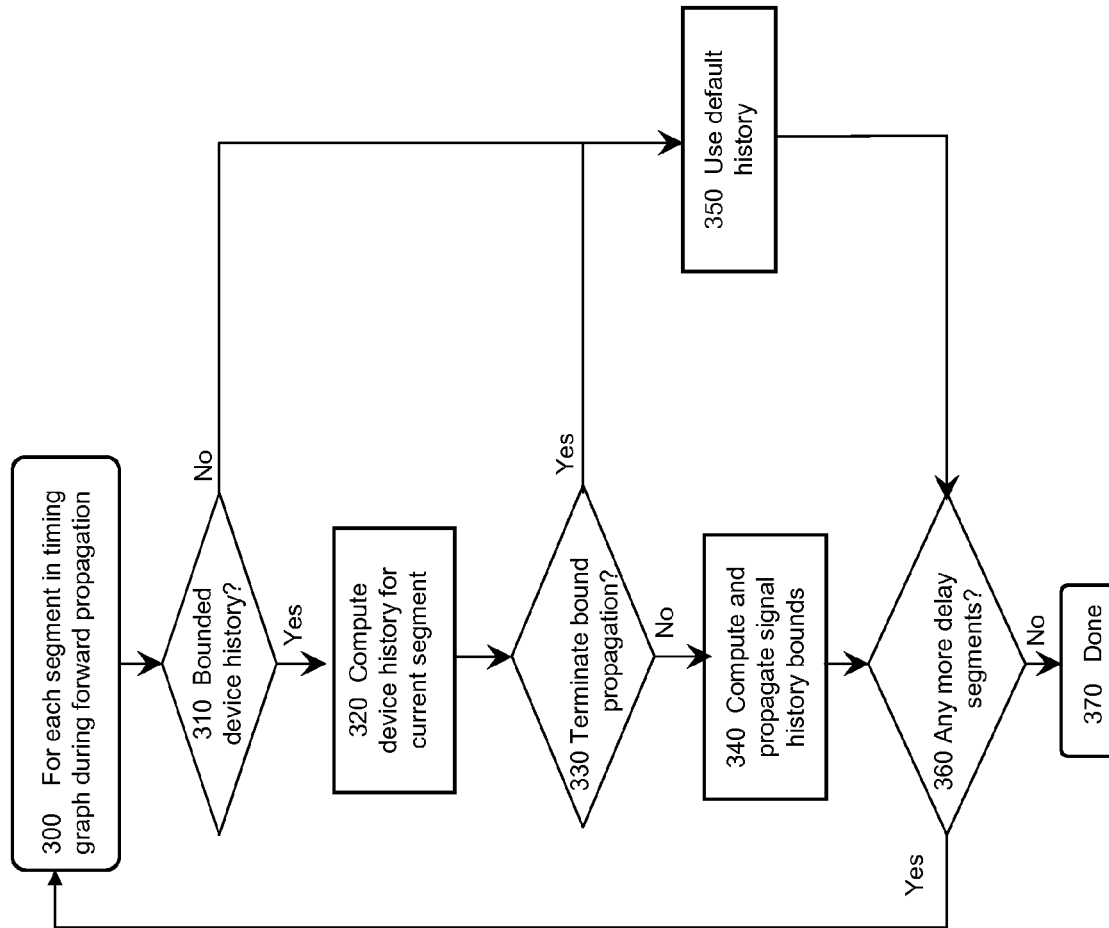 300 For each segment in timing
graph during forward propagation
310 Bounded
device history?
No
Yes
320 Compute
device history for
current segment
330 Terminate bound
propagation?
Yes
No
340 Compute and
propagate signal
history bounds
350 Use default
history
360 Any more delay
segments?
Yes
No
370 Done